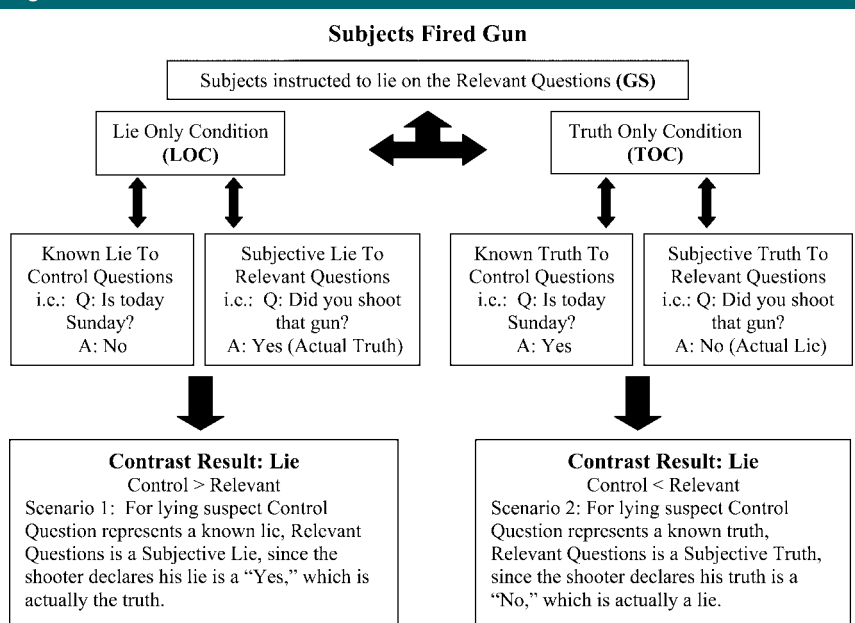 Subjects Fired Gun
Subjects instructed to lie on the Relevant Questions (GS)
Lie Only Condition
(LOC)
Truth Only Condition
(TOC)
Known Lie To
Control Questions
i.e.: Q: Is today
Sunday?
A: No
Subjective Lie To
Relevant Questions
i.e.: Q: Did you shoot
that gun?
A: Yes (Actual Truth)
Known Truth To
Control Questions
i.e.: Q: Is today
Sunday?
A: Yes
Subjective Truth To
Relevant Questions
i.e.: Q: Did you shoot
that gun?
A: No (Actual Lie)
Contrast Result: Lie
Control > Relevant
Scenario 1: For lying suspect Control
Question represents a known lie, Relevant
Questions is a Subjective Lie, since the
shooter declares his lie is a “Yes,” which is
actually the truth.
Contrast Result: Lie
Control < Relevant
Scenario 2: For lying suspect Control
Question represents a known truth,
Relevant Questions is a Subjective Truth,
since the shooter declares his truth is a
“No,” which is actually a lie.